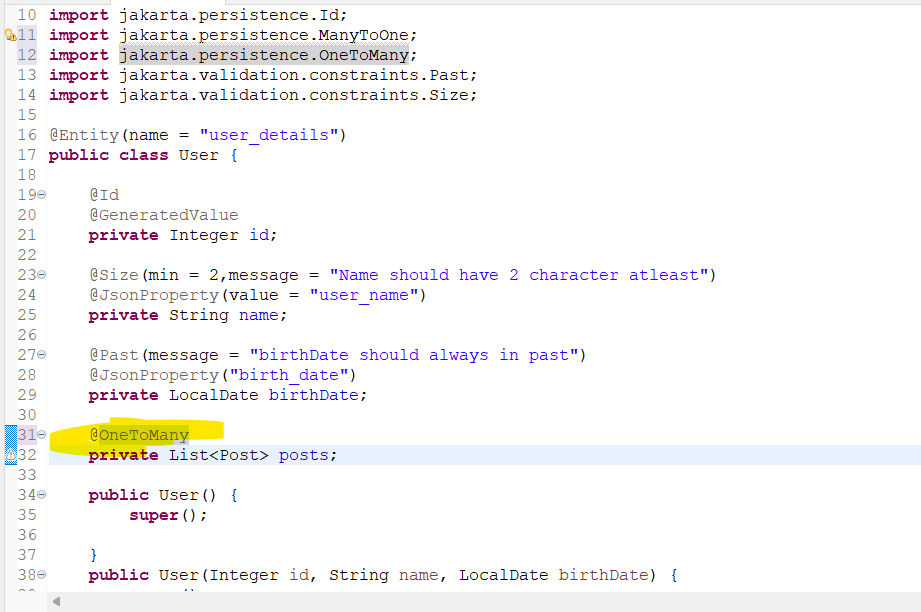 10 import jakarta.persistence.Id;
11 import jakarta.persistence.ManyToOne;
12 import jakarta.persistence.OneToMany;
13 import jakarta.validation.constraints.Past;
14 import jakarta.validation.constraints.Size;
15
16 @Entity(name = "user_details")
17 public class User {
18
19 @Id
20 @GeneratedValue
21 private Integer id;
22
23 @Size(min = 2,message = "Name should have 2 character atleast")
24 @JsonProperty(value = "user_name")
25 private String name;
26
27 @Past(message = "birthDate should always in past")
28 @JsonProperty("birth_date")
29 private LocalDate birthDate;
30
31 @OneToMany
32 private List<Post> posts;
33
34 public User() {
35 super();
36
37 }
38 public User(Integer id, String name, LocalDate birthDate) {